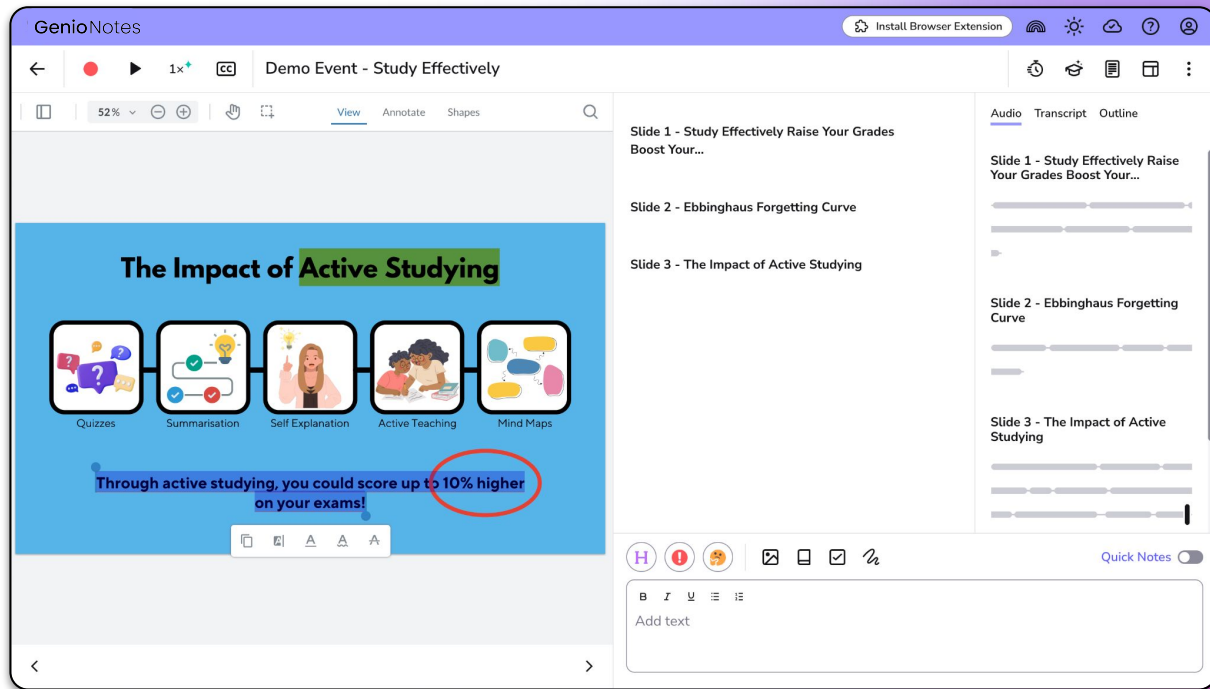 GenioNotes
Install Browser Extension
1x
CC
Demo Event - Study Effectively
52%
View
Annotate
Shapes
The Impact of Active Studying
Quizzes
Summarisation
Self Explanation
Active Teaching
Mind Maps
Through active studying, you could score up to 10% higher
on your exams!
Slide 1 - Study Effectively Raise Your Grades
Boost Your...
Slide 2 - Ebbinghaus Forgetting Curve
Slide 3 - The Impact of Active Studying
Audio
Transcript
Outline
Slide 1 - Study Effectively Raise
Your Grades Boost Your...
Slide 2 - Ebbinghaus Forgetting
Curve
Slide 3 - The Impact of Active
Studying
H
Quick Notes
B I U
Add text